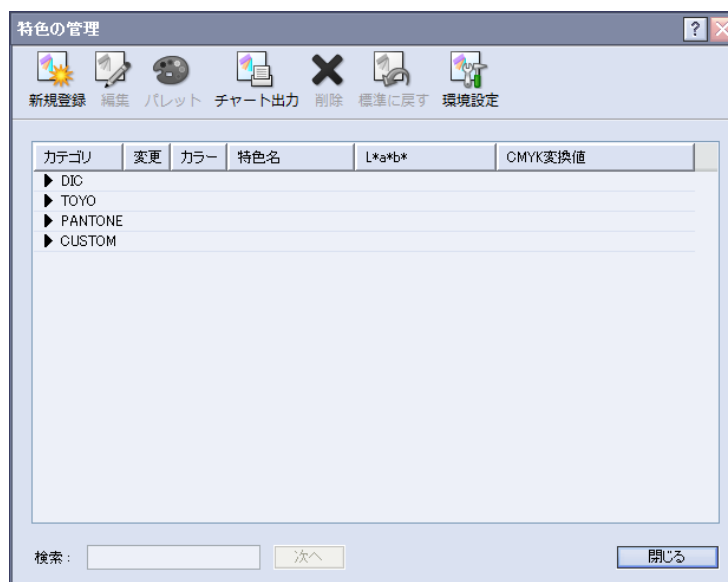 特色の管理
新規登録 編集 パレット チャート出力 削除 標準に戻す 環境設定
カテゴリ 変更 カラー 特色名 L*a*b* CMYK変換値
DIC
TOYO
PANTONE
CUSTOM
検索: 次へ 閉じる